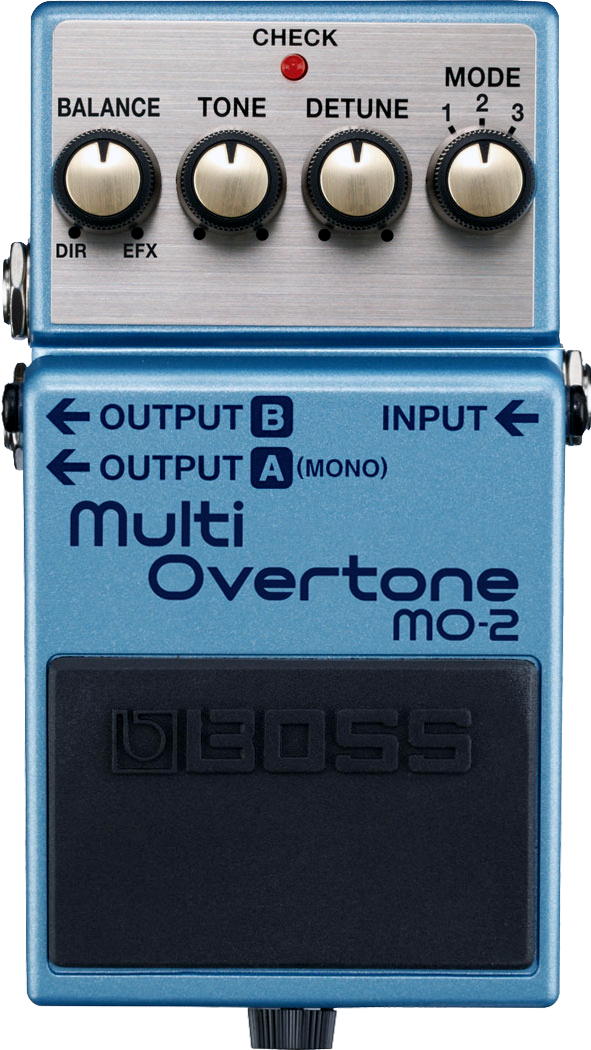 CHECK
MODE
BALANCE TONE DETUNE 1 2 3
DIR EFX
← OUTPUT B INPUT ←
← OUTPUT A (MONO)
Multi
Overtone
MO-2
BOSS